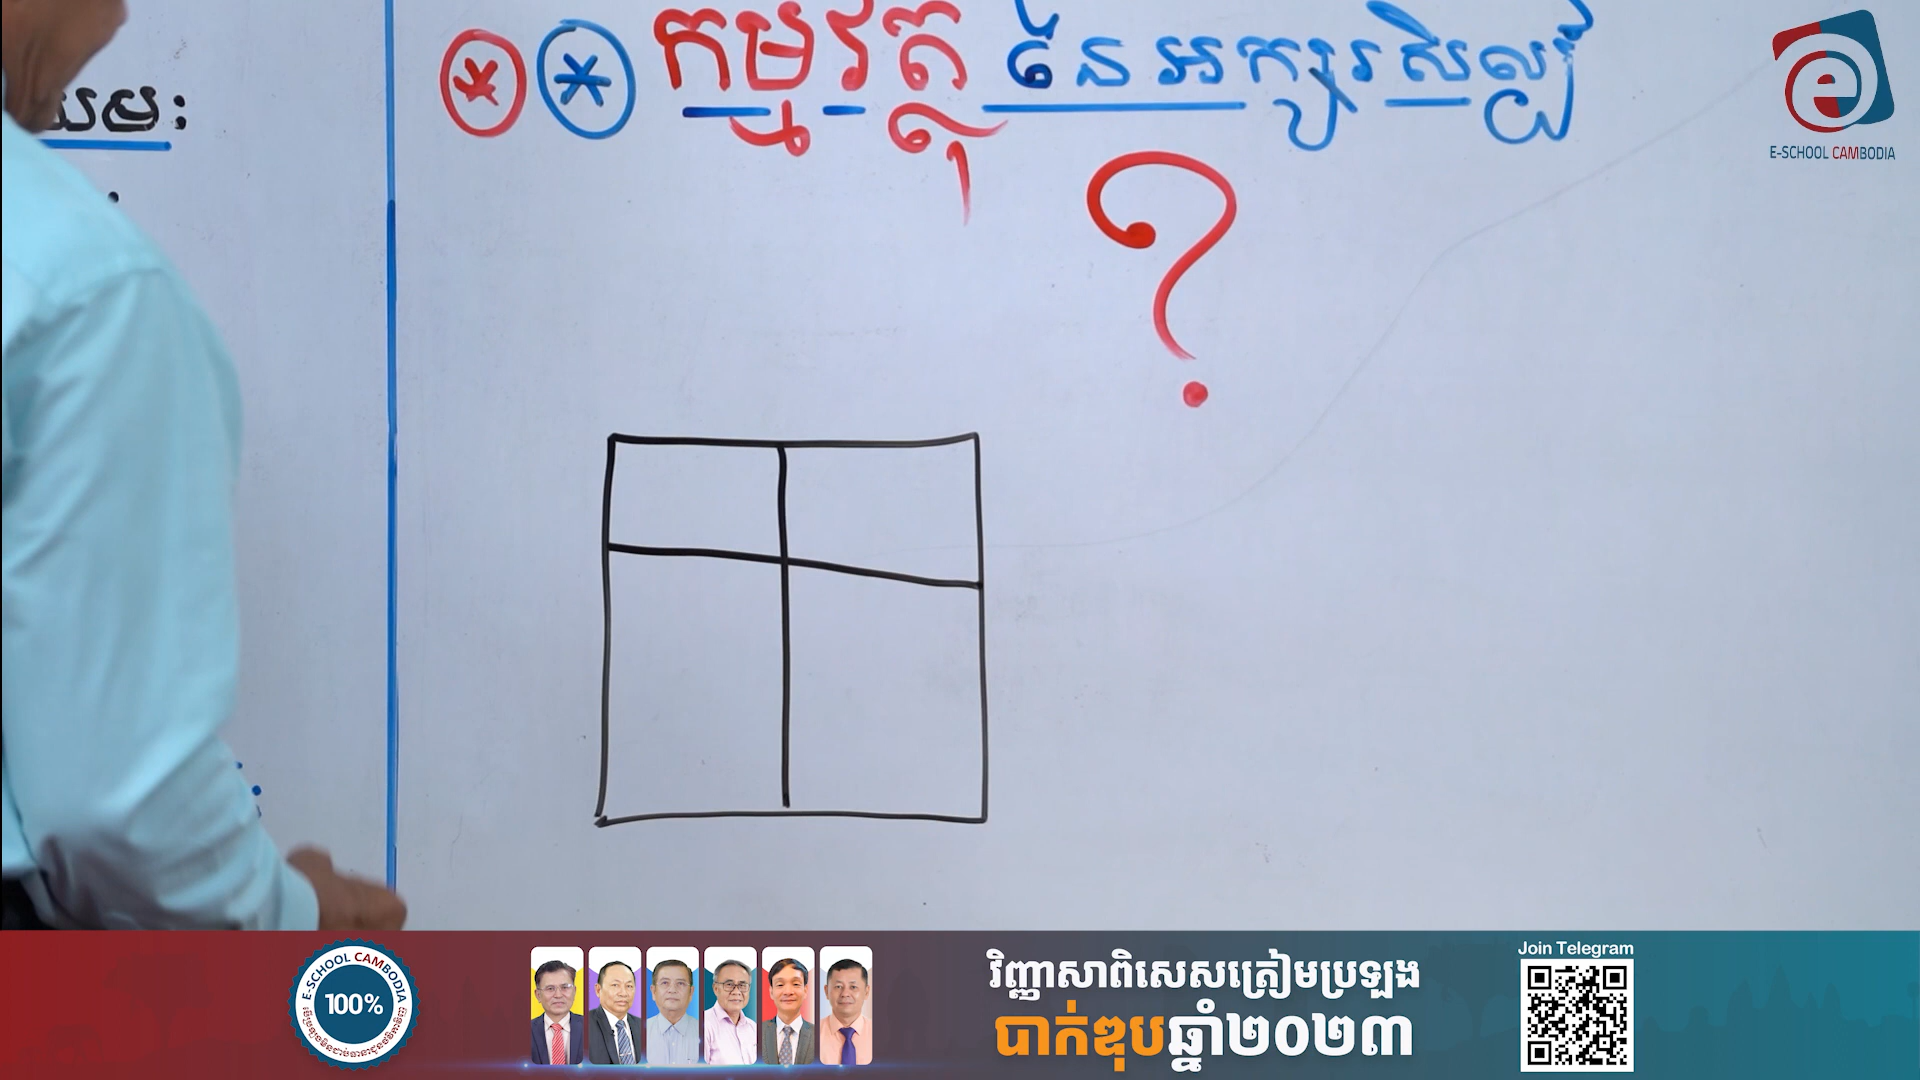 កម្មវត្ថុ នៃអក្សរសិល្ប៍
?
E-SCHOOL CAMBODIA
E-SCHOOL CAMBODIA
100%
វិញ្ញាសាពិសេសត្រៀមប្រឡង
បាក់ឌុបឆ្នាំ២០២៣
Join Telegram